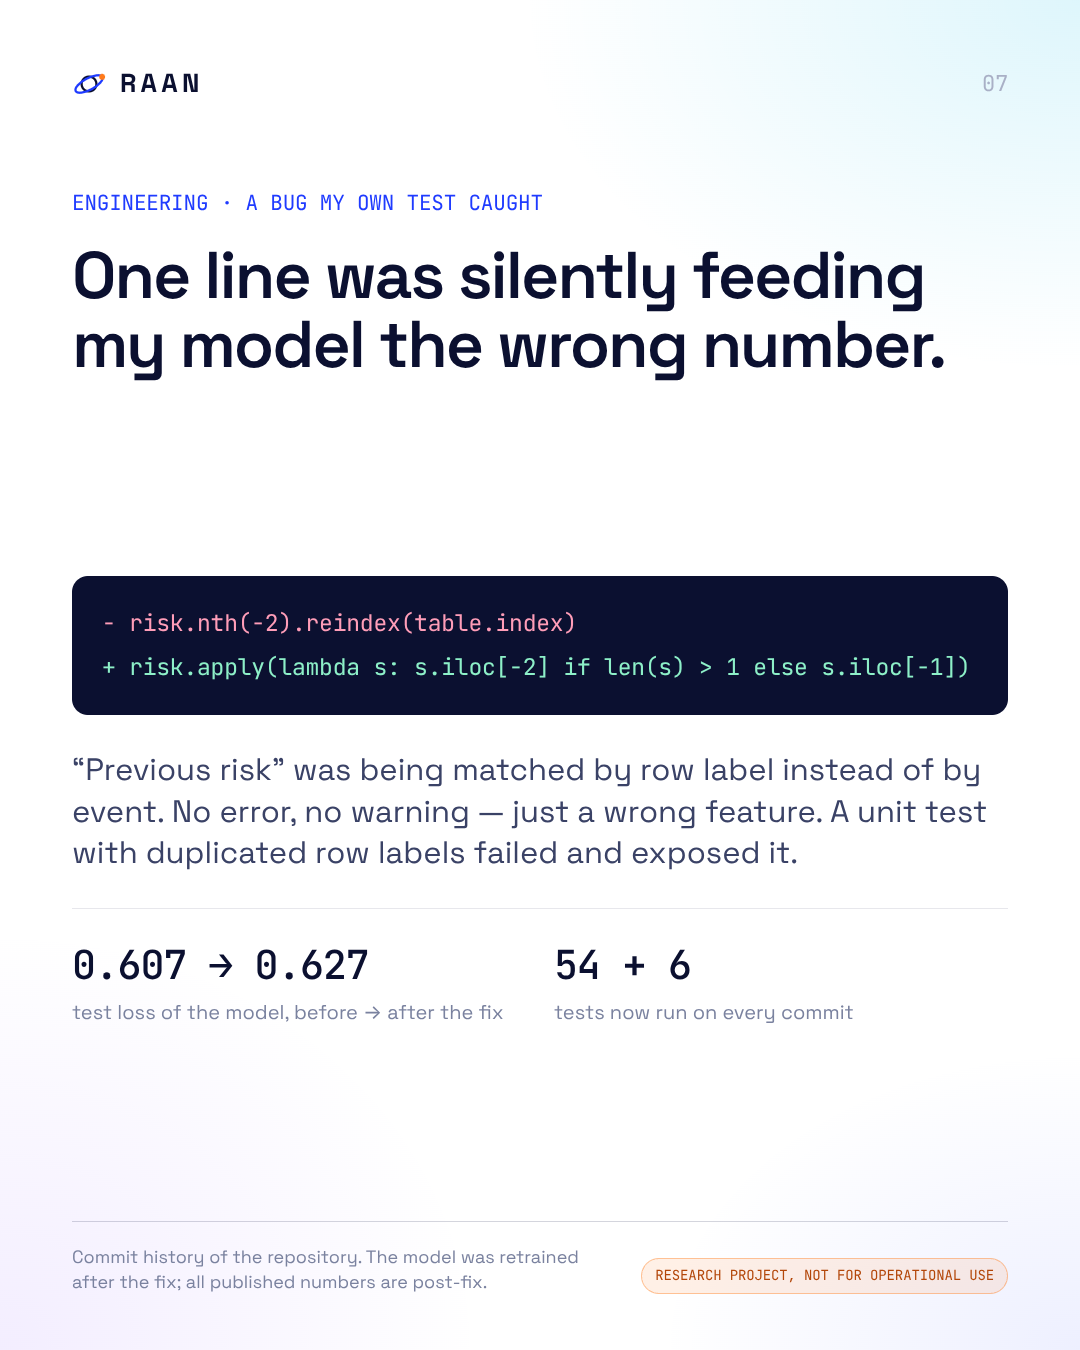 RAAN
07
ENGINEERING · A BUG MY OWN TEST CAUGHT
One line was silently feeding
my model the wrong number.
- risk.nth(-2).reindex(table.index)
+ risk.apply(lambda s: s.iloc[-2] if len(s) > 1 else s.iloc[-1])
“Previous risk” was being matched by row label instead of by
event. No error, no warning — just a wrong feature. A unit test
with duplicated row labels failed and exposed it.
0.607 → 0.627
54 + 6
test loss of the model, before → after the fix
tests now run on every commit
Commit history of the repository. The model was retrained
after the fix; all published numbers are post-fix.
RESEARCH PROJECT, NOT FOR OPERATIONAL USE